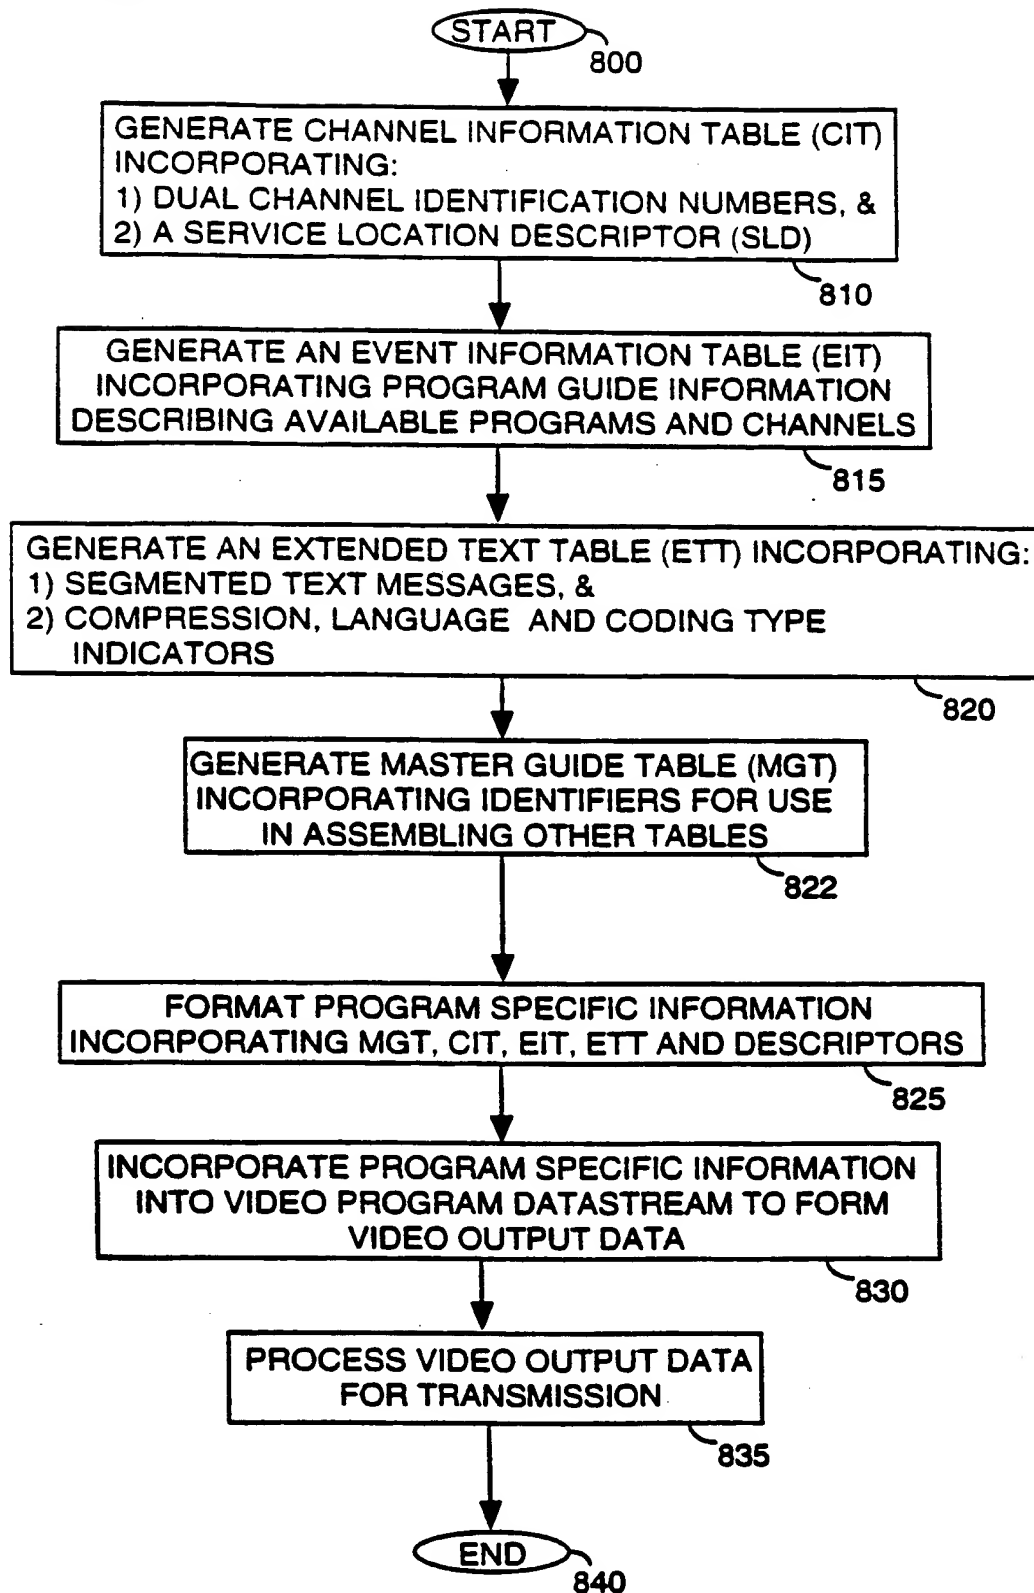 START
800
GENERATE CHANNEL INFORMATION TABLE (CIT)
INCORPORATING:
1) DUAL CHANNEL IDENTIFICATION NUMBERS, &
2) A SERVICE LOCATION DESCRIPTOR (SLD)
810
GENERATE AN EVENT INFORMATION TABLE (EIT)
INCORPORATING PROGRAM GUIDE INFORMATION
DESCRIBING AVAILABLE PROGRAMS AND CHANNELS
815
GENERATE AN EXTENDED TEXT TABLE (ETT) INCORPORATING:
1) SEGMENTED TEXT MESSAGES, &
2) COMPRESSION, LANGUAGE AND CODING TYPE
INDICATORS
820
GENERATE MASTER GUIDE TABLE (MGT)
INCORPORATING IDENTIFIERS FOR USE
IN ASSEMBLING OTHER TABLES
822
FORMAT PROGRAM SPECIFIC INFORMATION
INCORPORATING MGT, CIT, EIT, ETT AND DESCRIPTORS
825
INCORPORATE PROGRAM SPECIFIC INFORMATION
INTO VIDEO PROGRAM DATASTREAM TO FORM
VIDEO OUTPUT DATA
830
PROCESS VIDEO OUTPUT DATA
FOR TRANSMISSION
835
END
840